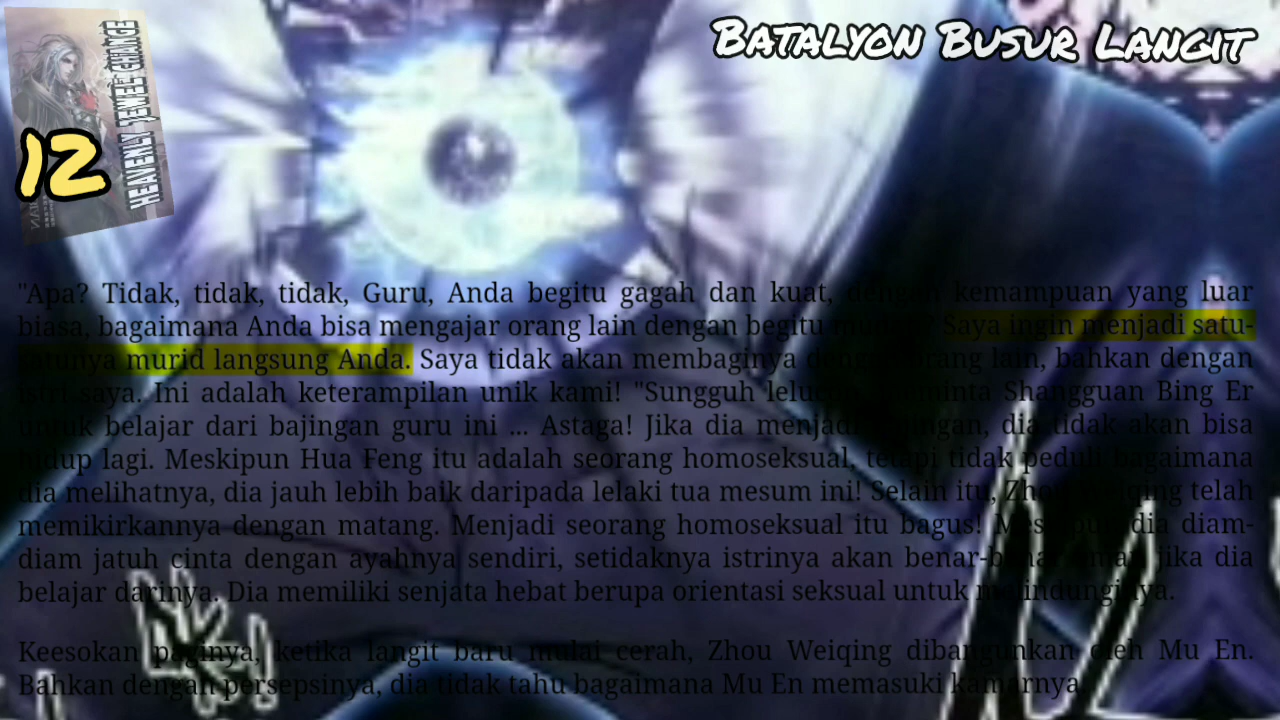 Batalyon Busur Langit
HEAVENLY JEWEL CHANGE
12
"Apa? Tidak, tidak, tidak, Guru, Anda begitu gagah dan kuat, dengan kemampuan yang luar
biasa, bagaimana Anda bisa mengajar orang lain dengan begitu mudah? Saya ingin menjadi satu-
satunya murid langsung Anda. Saya tidak akan membaginya dengan orang lain, bahkan dengan
istri saya. Ini adalah keterampilan unik kami! "Sungguh lelucon, meminta Shangguan Bing Er
untuk belajar dari bajingan guru ini ... Astaga! Jika dia menjadi bajingan, dia tidak akan bisa
hidup lagi. Meskipun Hua Feng itu adalah seorang homoseksual, tetapi tidak peduli bagaimana
dia melihatnya, dia jauh lebih baik daripada lelaki tua mesum ini! Selain itu, Zhou Weiqing telah
memikirkannya dengan matang. Menjadi seorang homoseksual itu bagus! Meskipun dia diam-
diam jatuh cinta dengan ayahnya sendiri, setidaknya istrinya akan benar-benar aman jika dia
belajar darinya. Dia memiliki senjata hebat berupa orientasi seksual untuk melindunginya.
Keesokan paginya, ketika langit baru mulai cerah, Zhou Weiqing dibangunkan oleh Mu En.
Bahkan dengan persepsinya, dia tidak tahu bagaimana Mu En memasuki kamarnya.